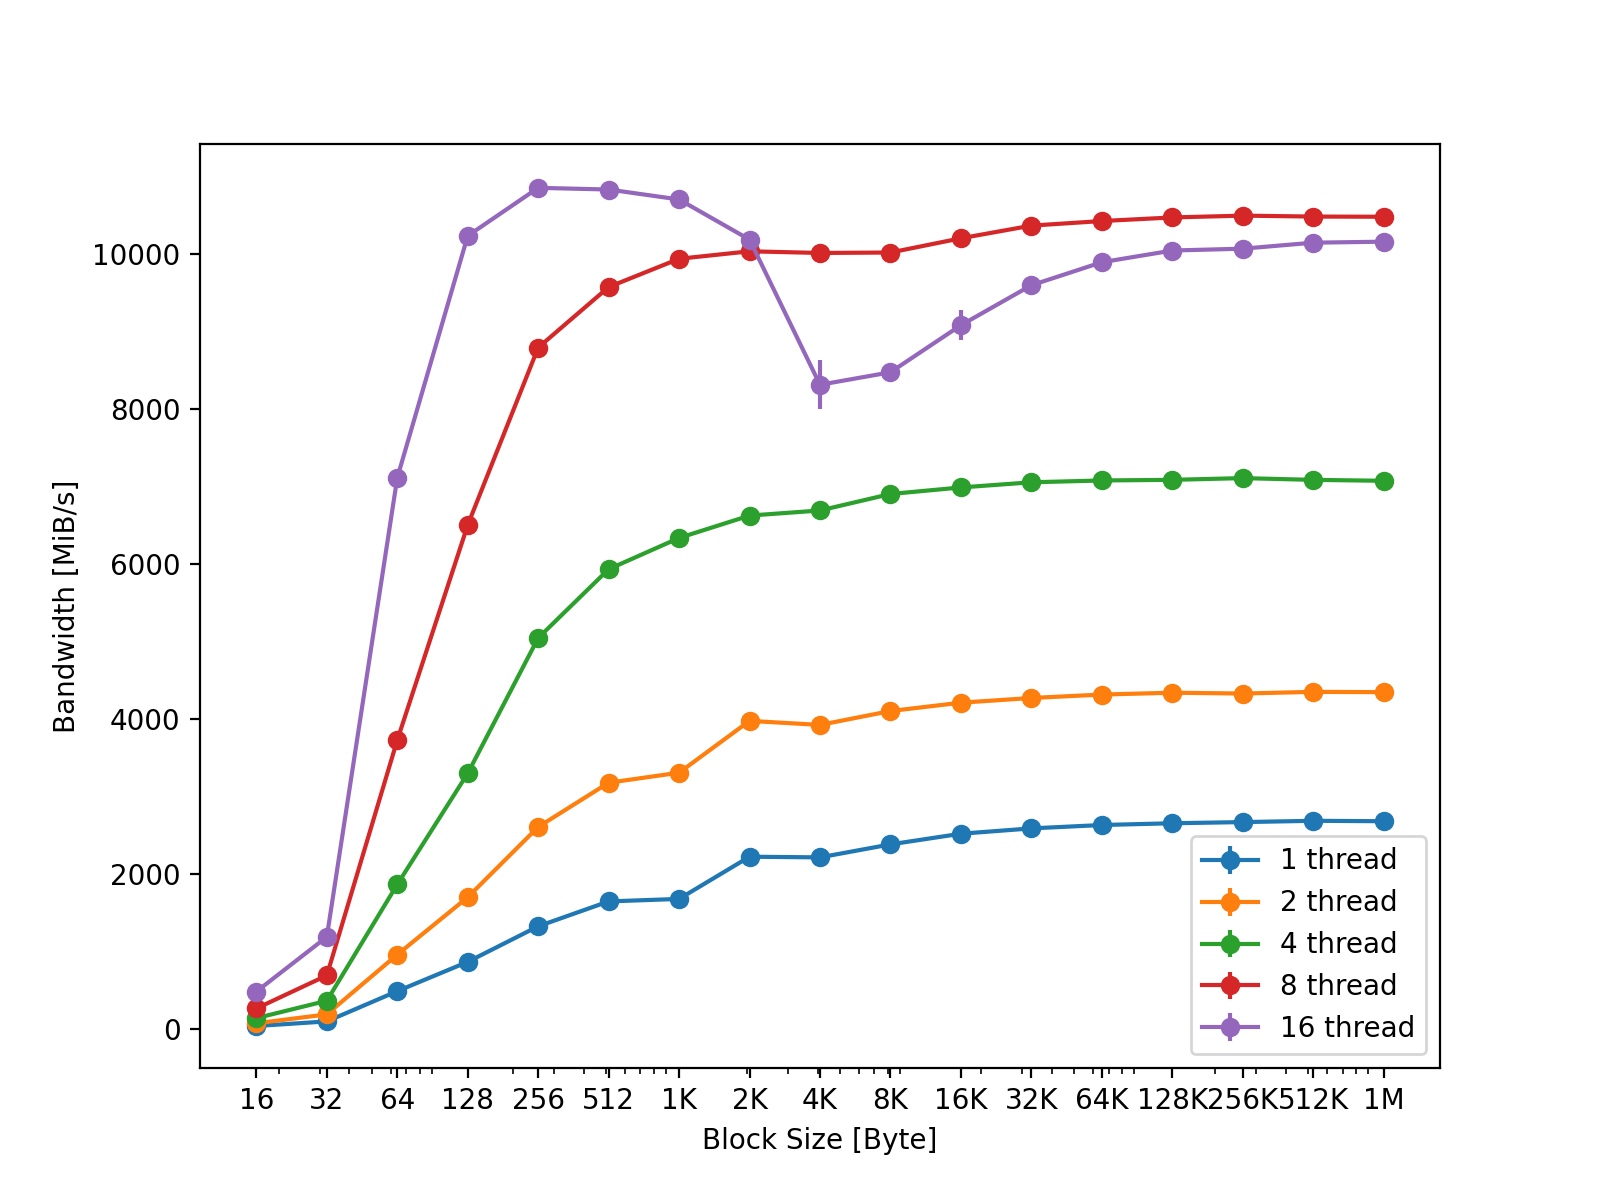 10000
8000
6000
4000
2000
0
Bandwidth [MiB/s]
1 thread
2 thread
4 thread
8 thread
16 thread
16 32 64 128 256 512 1K 2K 4K 8K 16K 32K 64K 128K 256K 512K 1M
Block Size [Byte]